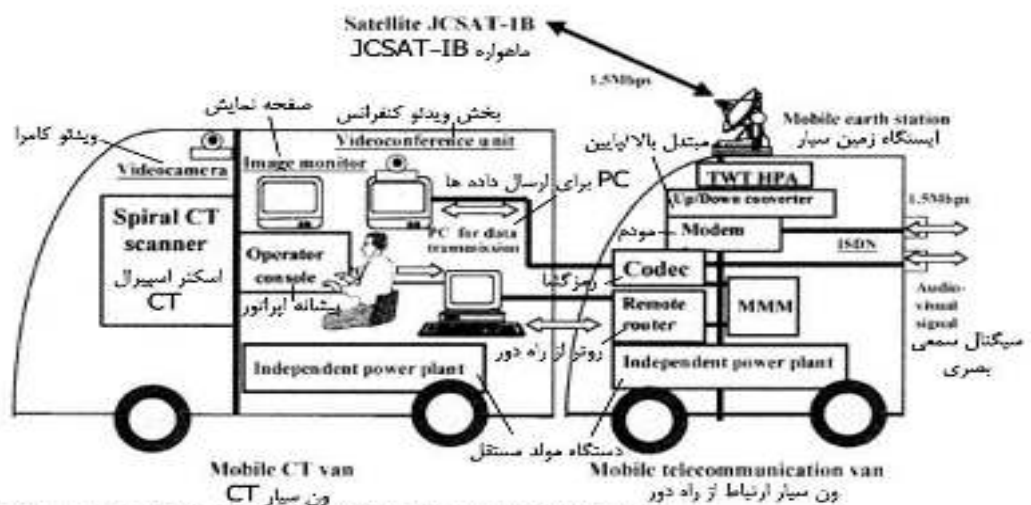 Satellite JCSAT-IB
ماهواره JCSAT-IB
1.5Mbps
Mobile earth station
ایستگاه زمین سیار
صفحه نمایش
بخش ویدئو کنفرانس
Videoconference unit
ویدئو کامرا
Videocamera
Image monitor
مبتدل بالا/پایین
TWT HPA
Up/Down converter
PC برای ارسال داده ها
PC for data
transmission
Modem
مودم
1.5Mbps
ISDN
Spiral CT
scanner
اسکنر اسپیرال
CT
Operator
console
پیشانه اپراتور
Codec
رمزگشا
Remote
router
روتر از راه دور
MMM
Audio-
visual
signal
سیگنال سمعی
بصری
Independent power plant
Independent power plant
دستگاه مولد مستقل
Mobile CT van
ون سیار CT
Mobile telecommunication van
ون سیار ارتباط از راه دور